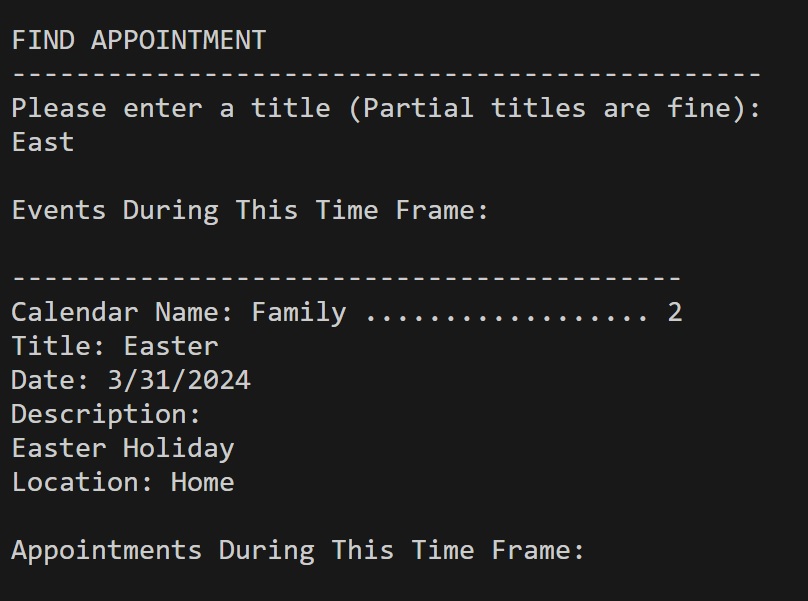 FIND APPOINTMENT
-----------------------------------------------
Please enter a title (Partial titles are fine):
East
Events During This Time Frame:
------------------------------------------
Calendar Name: Family .................. 2
Title: Easter
Date: 3/31/2024
Description:
Easter Holiday
Location: Home
Appointments During This Time Frame: